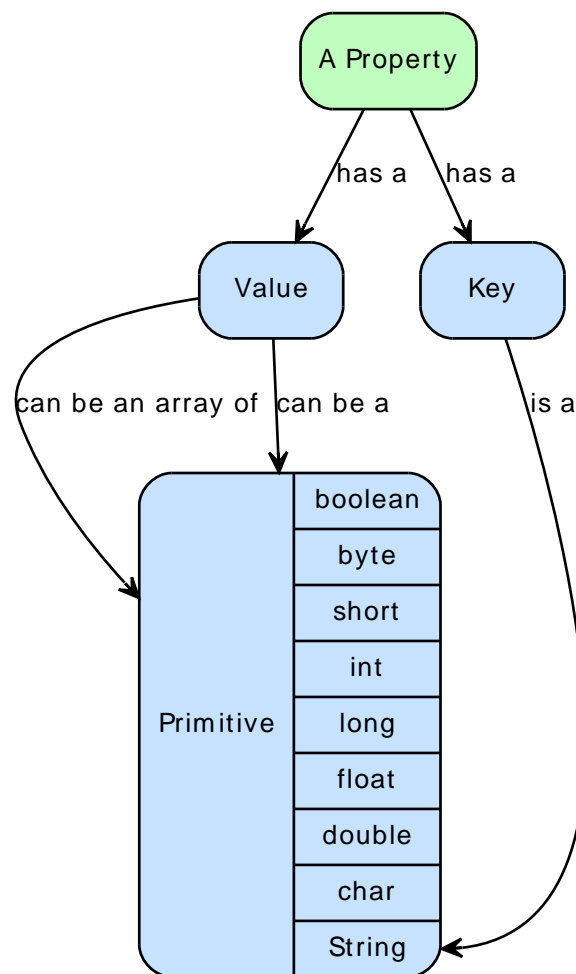 A Property
has a
has a
Value
Key
can be an array of
can be a
is a
Primitive
boolean
byte
short
int
long
float
double
char
String